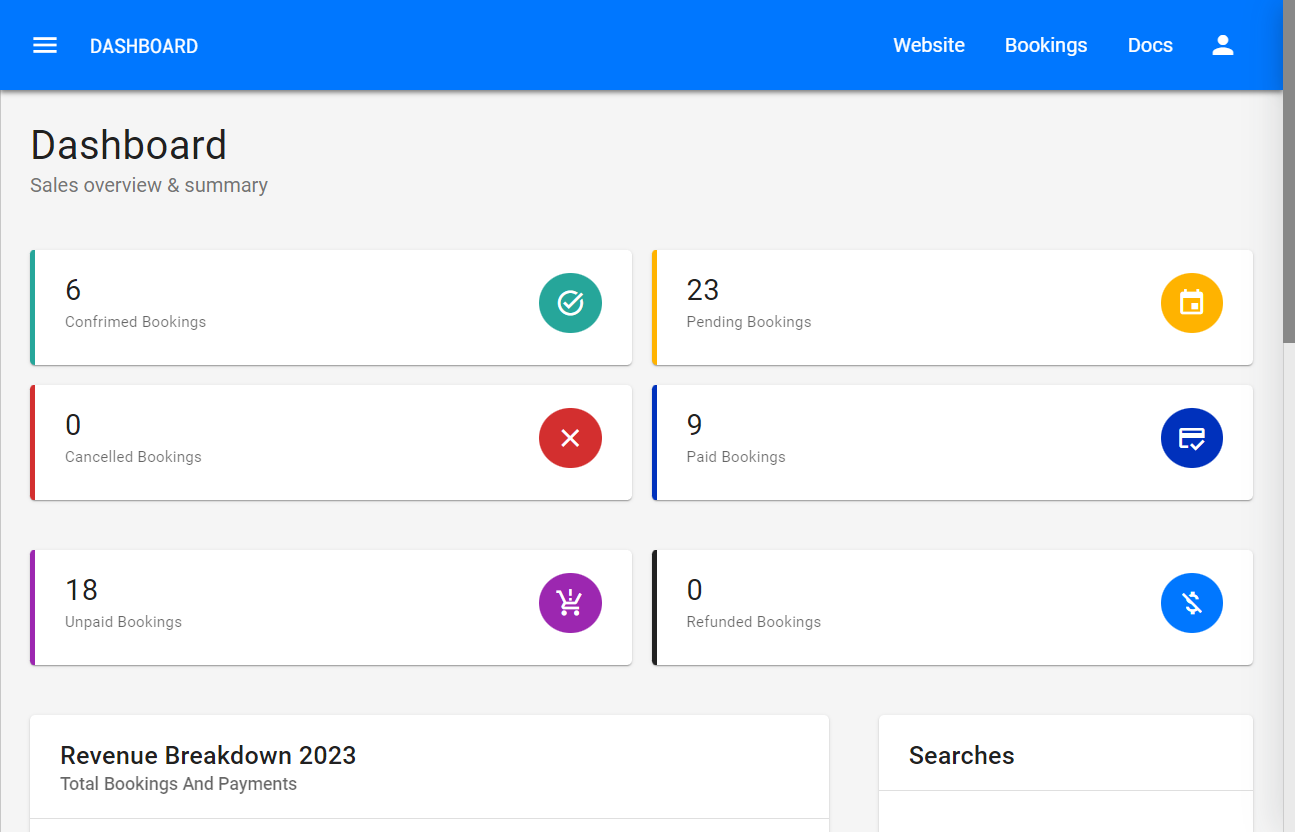 DASHBOARD
Website
Bookings
Docs
Dashboard
Sales overview & summary
6
Confrimed Bookings
23
Pending Bookings
0
Cancelled Bookings
9
Paid Bookings
18
Unpaid Bookings
0
Refunded Bookings
Revenue Breakdown 2023
Total Bookings And Payments
Searches